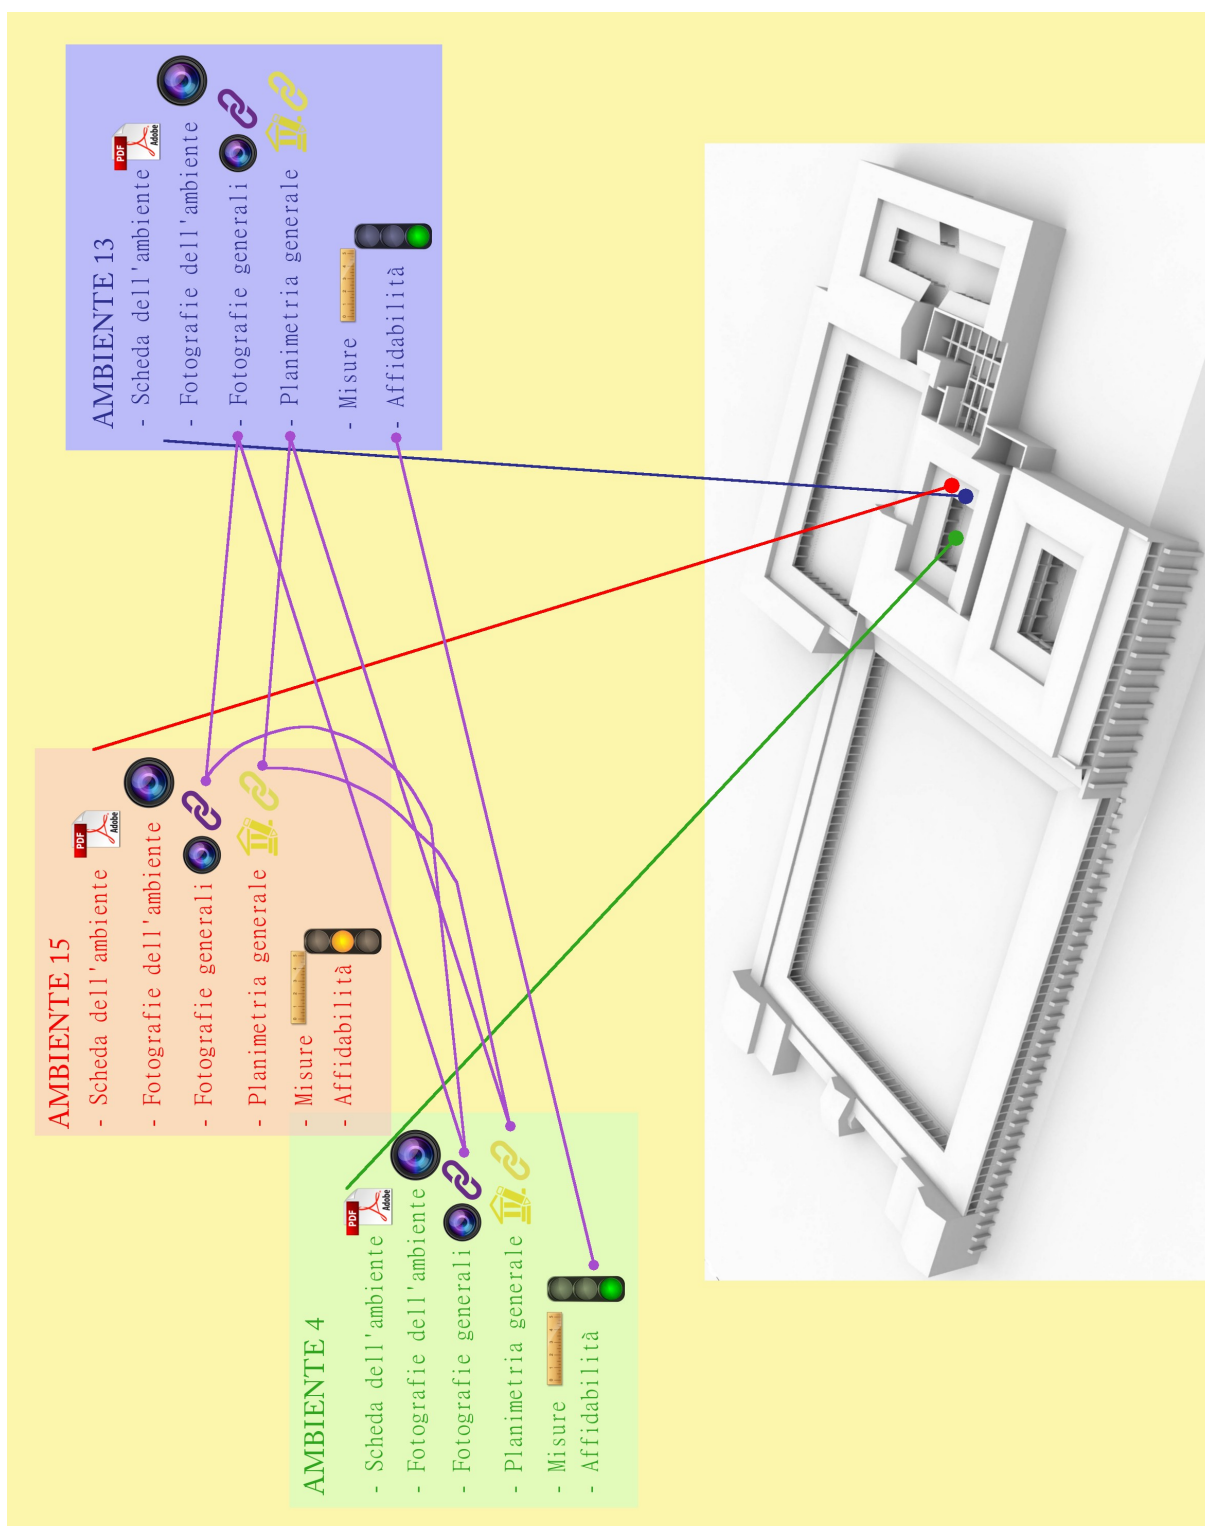 AMBIENTE 4
- Scheda dell'ambiente
PDF
Adobe
- Fotografie dell'ambiente
- Fotografie generali
- Planimetria generale
- Misure
- Affidabilità
AMBIENTE 15
- Scheda dell'ambiente
PDF
Adobe
- Fotografie dell'ambiente
- Fotografie generali
- Planimetria generale
- Misure
- Affidabilità
AMBIENTE 13
- Scheda dell'ambiente
PDF
Adobe
- Fotografie dell'ambiente
- Fotografie generali
- Planimetria generale
- Misure
- Affidabilità